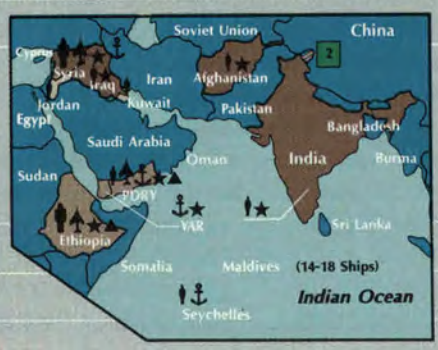 Soviet Union
China
Cyprus
2
Syria
Iran
Afghanistan
Iraq
Jordan
Kuwait
Pakistan
Egypt
Bangladesh
Saudi Arabia
Oman
India
Burma
Sudan
PDRY
YAR
Sri Lanka
Ethiopia
Somalia
Maldives
(14-18 Ships)
Indian Ocean
Seychelles